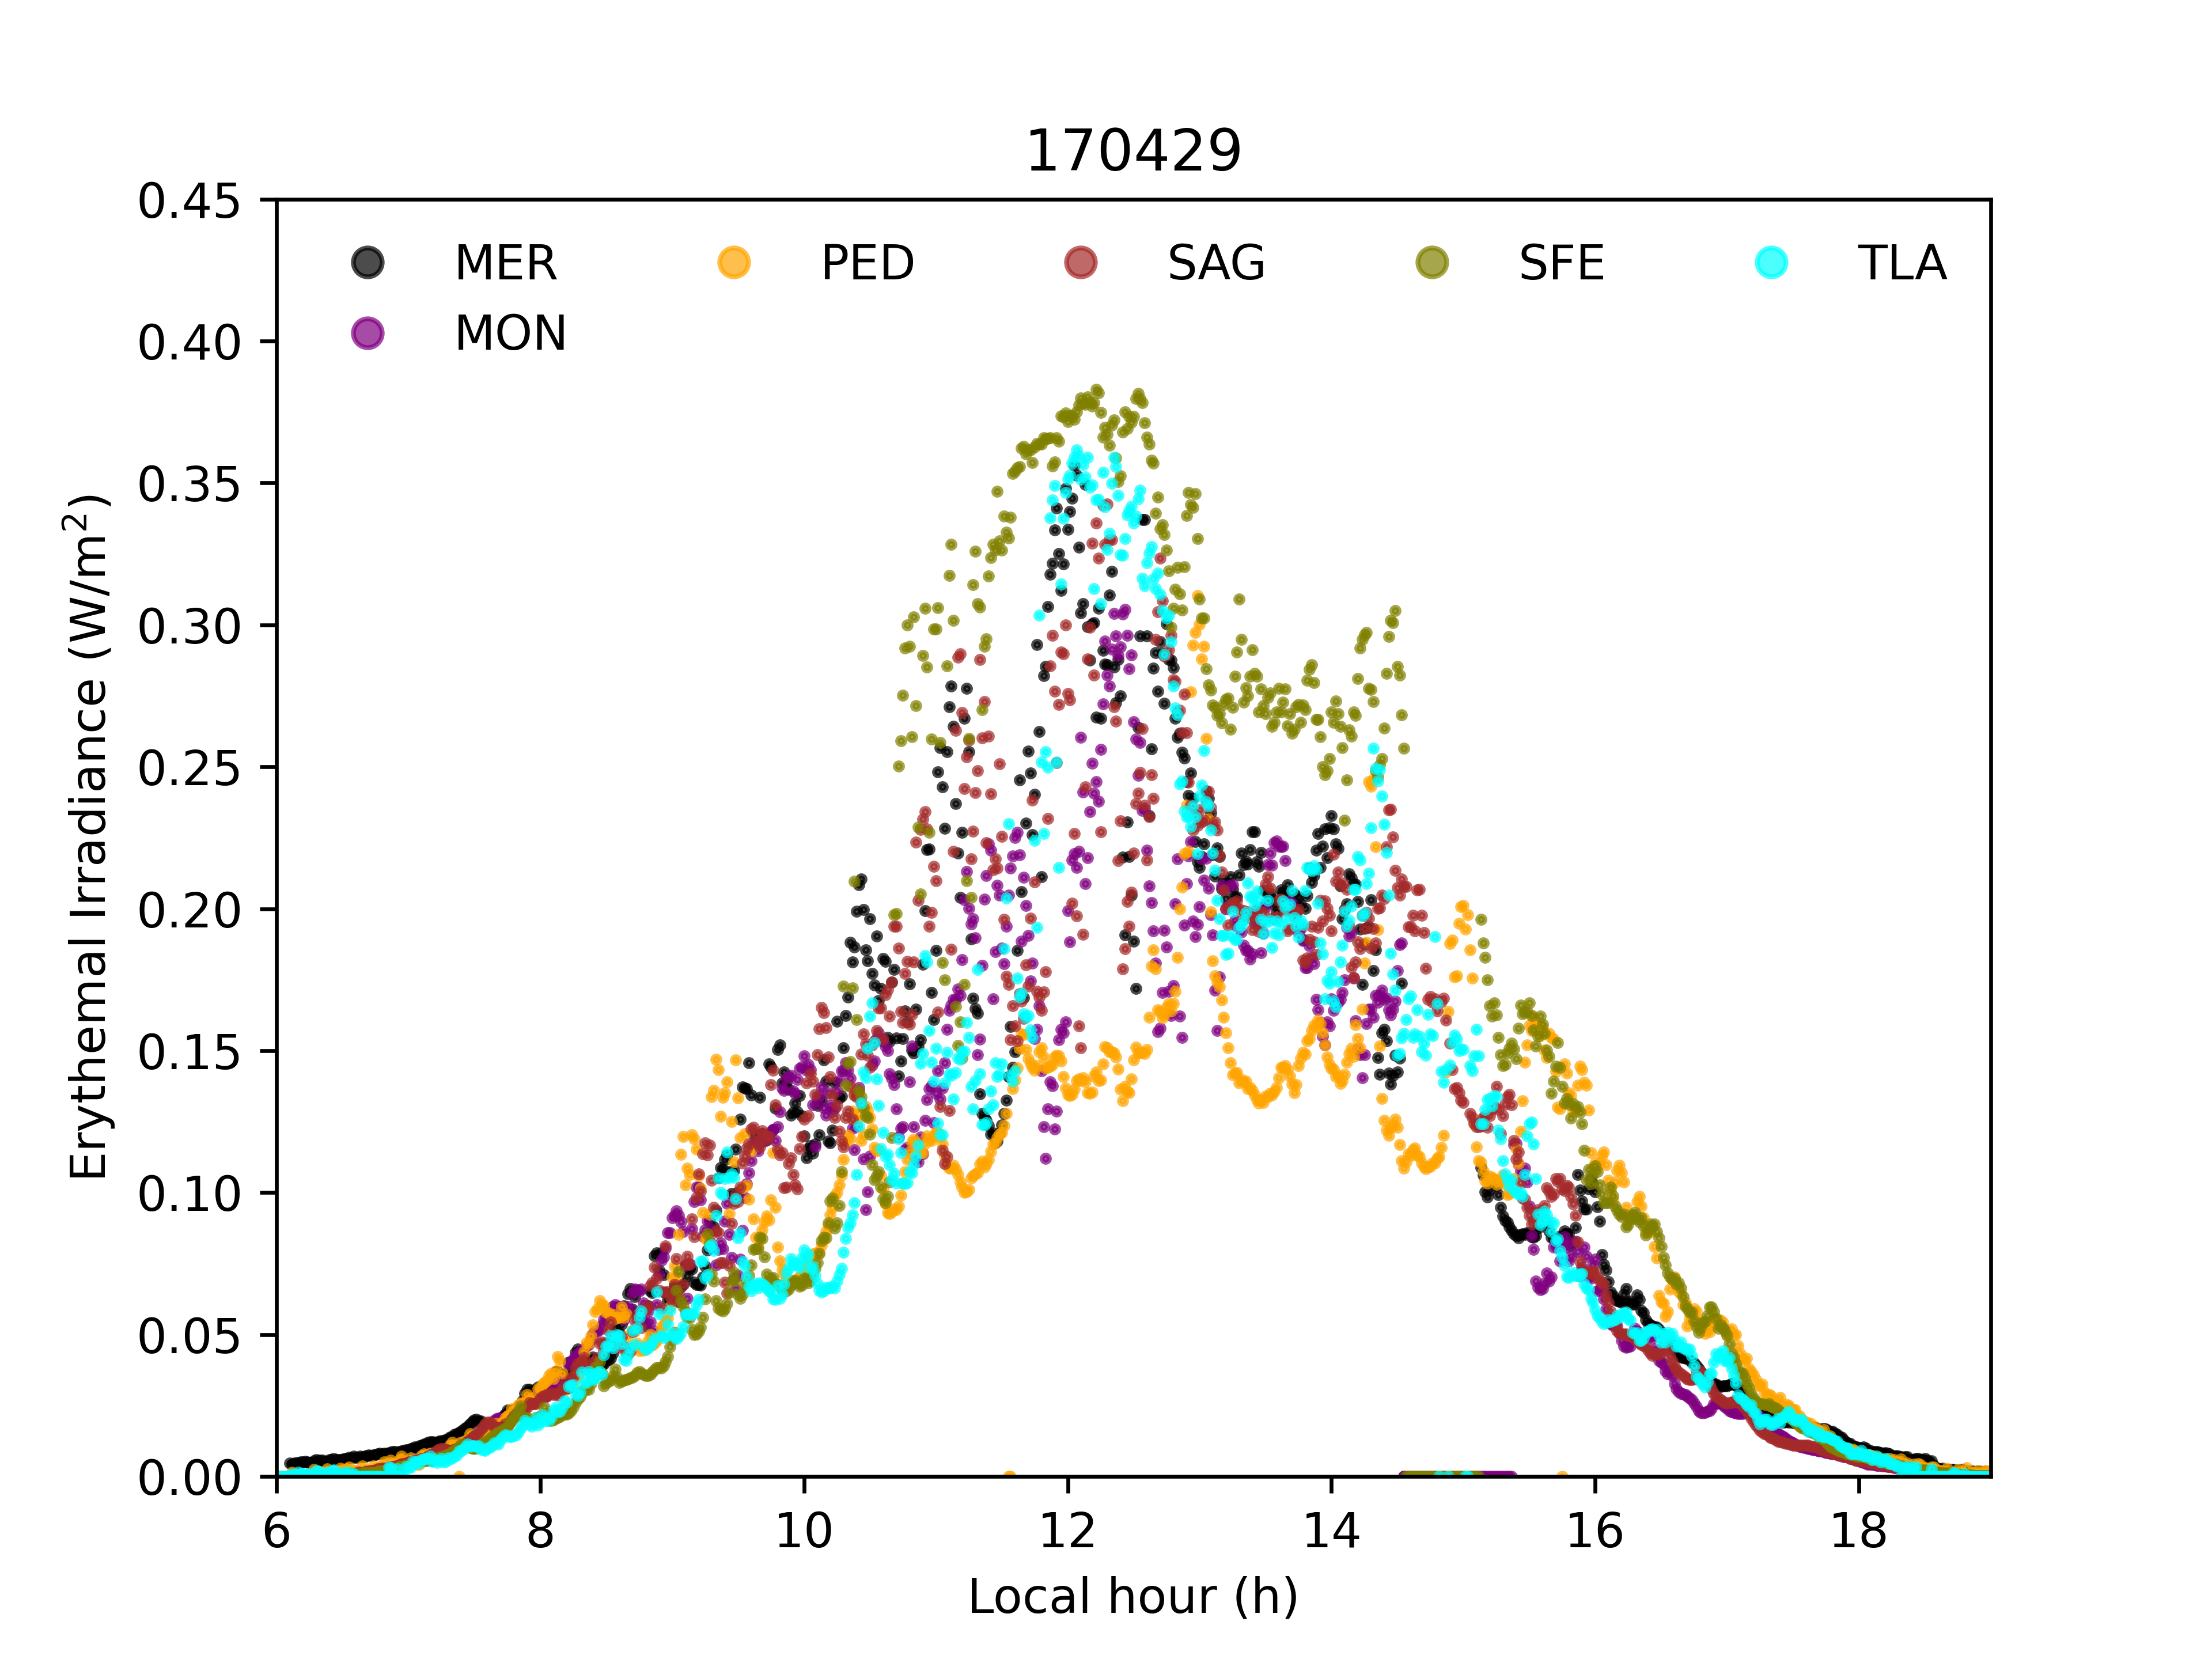 170429
0.45
0.40
0.35
0.30
0.25
0.20
0.15
0.10
0.05
0.00
Erythemal Irradiance (W/m²)
MER PED SAG SFE TLA
MON
6 8 10 12 14 16 18
Local hour (h)